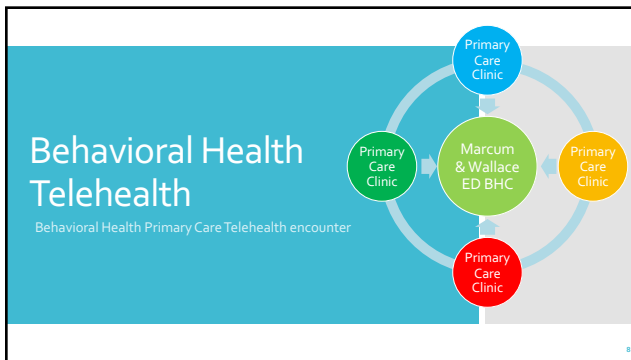 Behavioral Health
Telehealth
Behavioral Health Primary Care Telehealth encounter
Primary
Care
Clinic
Primary
Care
Clinic
Marcum
& Wallace
ED BHC
Primary
Care
Clinic
Primary
Care
Clinic
8